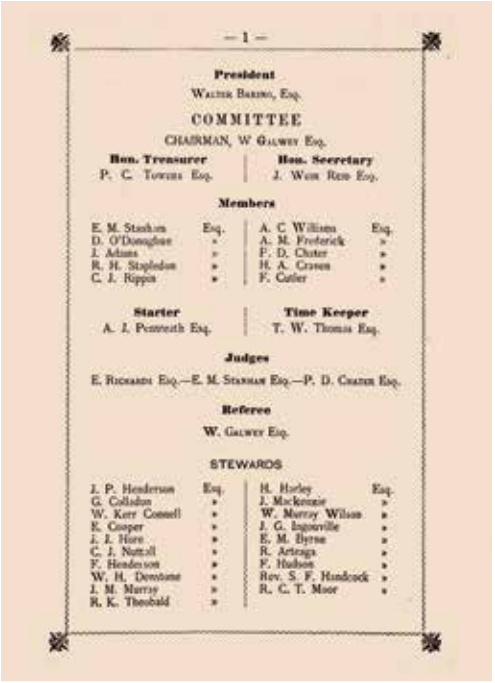 — 1 —
President
WALTER BARING, ESQ.
COMMITTEE
CHAIRMAN, W GALWEY ESQ.
Hon. Treasurer
P. C. TOWERS ESQ.
Hon. Secretary
J. WEIR REID ESQ.
Members
E. M. Stanham Esq.
D. O'Donoghue »
J. Adams »
R. H. Stapledon »
C. J. Rippin »
A. C Williams Esq.
A. M. Frederick »
P. D. Chater »
H. A. Craven »
F. Cutler »
Starter
A. J. Pentreath Esq.
Time Keeper
T. W. Thomas Esq.
Judges
E. RICHARDS ESQ.—E. M. STANHAM ESQ.—P. D. CHATER ESQ.
Referee
W. GALWEY ESQ.
STEWARDS
J. P. Henderson Esq.
G. Colladon »
W. Kerr Connell »
E. Cooper »
J. J. Hore »
C. J. Nuttall »
F. Henderson »
W. H. Denstone »
J. M. Murray »
R. K. Theobald »
H. Harley Esq.
J. Mackenzie »
W. Murray Wilson »
J. G. Ingouville »
E. M. Byrne »
R. Arteaga »
F. Hudson »
Rev. S. F. Handcock »
R. C. T. Moor »